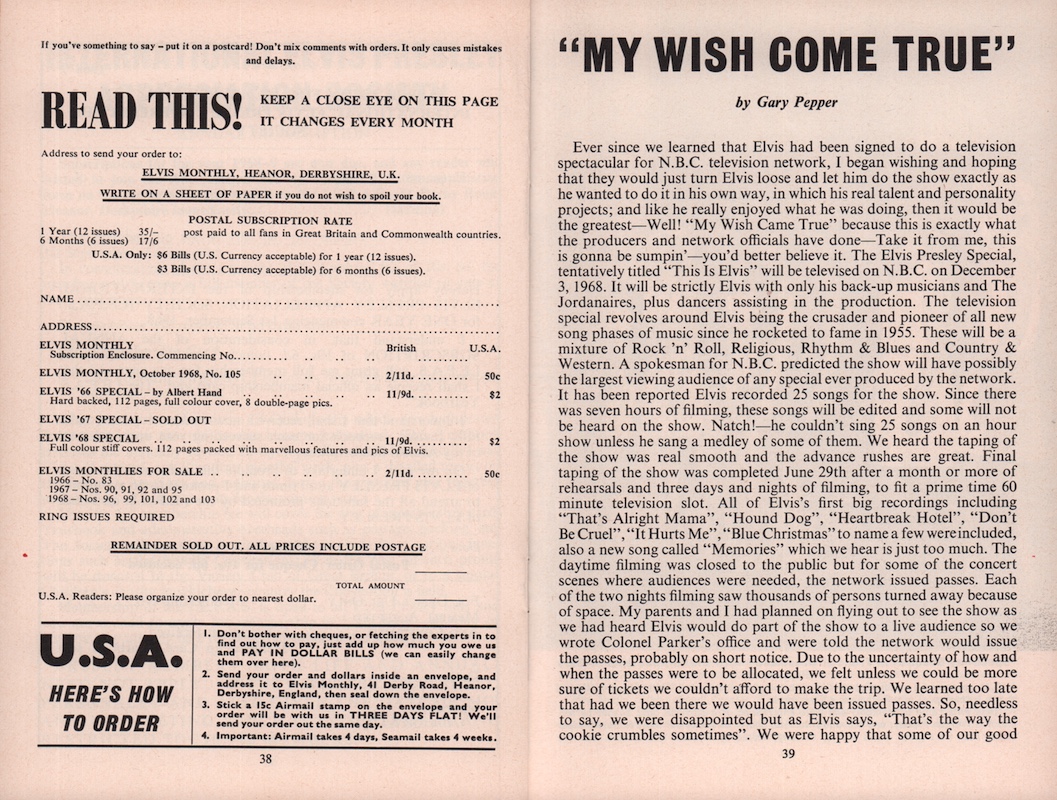 If you've something to say – put it on a postcard! Don't mix comments with orders. It only causes mistakes
and delays.
READ THIS!
KEEP A CLOSE EYE ON THIS PAGE
IT CHANGES EVERY MONTH
Address to send your order to:
ELVIS MONTHLY, HEANOR, DERBYSHIRE, U.K.
WRITE ON A SHEET OF PAPER if you do not wish to spoil your book.
POSTAL SUBSCRIPTION RATE
1 Year (12 issues) 35/–
6 Months (6 issues) 17/6
post paid to all fans in Great Britain and Commonwealth countries.
U.S.A. Only: $6 Bills (U.S. Currency acceptable) for 1 year (12 issues).
$3 Bills (U.S. Currency acceptable) for 6 months (6 issues).
NAME ..........................................................................
ADDRESS..........................................................................
ELVIS MONTHLY British U.S.A.
Subscription Enclosure. Commencing No........... .. .. .. ..........
ELVIS MONTHLY, October 1968, No. 105 .. .. .. .. 2/11d. .......... 50c
ELVIS '66 SPECIAL – by Albert Hand .. .. .. .. 11/9d. .......... $2
Hard backed, 112 pages, full colour cover, 8 double-page pics.
ELVIS '67 SPECIAL – SOLD OUT
ELVIS '68 SPECIAL .. .. .. .. .. .. .. 11/9d. .......... $2
Full colour stiff covers. 112 pages packed with marvellous features and pics of Elvis.
ELVIS MONTHLIES FOR SALE .. .. .. .. .. 2/11d. .......... 50c
1966 – No. 83
1967 – Nos. 90, 91, 92 and 95
1968 – Nos. 96, 99, 101, 102 and 103
RING ISSUES REQUIRED
REMAINDER SOLD OUT. ALL PRICES INCLUDE POSTAGE
TOTAL AMOUNT
U.S.A. Readers: Please organize your order to nearest dollar.
U.S.A.
HERE'S HOW
TO ORDER
1. Don't bother with cheques, or fetching the experts in to
find out how to pay, just add up how much you owe us
and PAY IN DOLLAR BILLS (we can easily change
them over here).
2. Send your order and dollars inside an envelope, and
address it to Elvis Monthly, 41 Derby Road, Heanor,
Derbyshire, England, then seal down the envelope.
3. Stick a 15c Airmail stamp on the envelope and your
order will be with us in THREE DAYS FLAT! We'll
send your order out the same day.
4. Important: Airmail takes 4 days, Seamail takes 4 weeks.
38
"MY WISH COME TRUE"
by Gary Pepper
Ever since we learned that Elvis had been signed to do a television
spectacular for N.B.C. television network, I began wishing and hoping
that they would just turn Elvis loose and let him do the show exactly as
he wanted to do it in his own way, in which his real talent and personality
projects; and like he really enjoyed what he was doing, then it would be
the greatest—Well! "My Wish Came True" because this is exactly what
the producers and network officials have done—Take it from me, this
is gonna be sumpin'—you'd better believe it. The Elvis Presley Special,
tentatively titled "This Is Elvis" will be televised on N.B.C. on December
3, 1968. It will be strictly Elvis with only his back-up musicians and The
Jordanaires, plus dancers assisting in the production. The television
special revolves around Elvis being the crusader and pioneer of all new
song phases of music since he rocketed to fame in 1955. These will be a
mixture of Rock 'n' Roll, Religious, Rhythm & Blues and Country &
Western. A spokesman for N.B.C. predicted the show will have possibly
the largest viewing audience of any special ever produced by the network.
It has been reported Elvis recorded 25 songs for the show. Since there
was seven hours of filming, these songs will be edited and some will not
be heard on the show. Natch!—he couldn't sing 25 songs on an hour
show unless he sang a medley of some of them. We heard the taping of
the show was real smooth and the advance rushes are great. Final
taping of the show was completed June 29th after a month or more of
rehearsals and three days and nights of filming, to fit a prime time 60
minute television slot. All of Elvis's first big recordings including
"That's Alright Mama", "Hound Dog", "Heartbreak Hotel", "Don't
Be Cruel", "It Hurts Me", "Blue Christmas" to name a few were included,
also a new song called "Memories" which we hear is just too much. The
daytime filming was closed to the public but for some of the concert
scenes where audiences were needed, the network issued passes. Each
of the two nights filming saw thousands of persons turned away because
of space. My parents and I had planned on flying out to see the show as
we had heard Elvis would do part of the show to a live audience so we
wrote Colonel Parker's office and were told the network would issue
the passes, probably on short notice. Due to the uncertainty of how and
when the passes were to be allocated, we felt unless we could be more
sure of tickets we couldn't afford to make the trip. We learned too late
that had we been there we would have been issued passes. So, needless
to say, we were disappointed but as Elvis says, "That's the way the
cookie crumbles sometimes". We were happy that some of our good
39